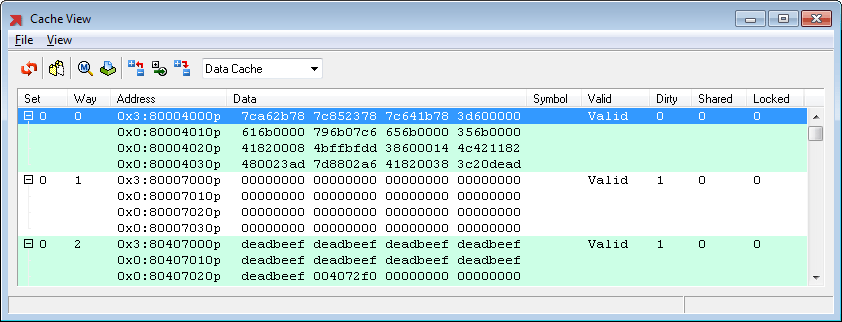 Cache View
File View
Data Cache
Set Way Address Data Symbol Valid Dirty Shared Locked
0 0 0x3:80004000p 7ca62b78 7c852378 7c641b78 3d600000 Valid 0 0 0
0x0:80004010p 616b0000 796b07c6 656b0000 356b0000
0x0:80004020p 41820008 4bffbfdd 38600014 4c421182
0x0:80004030p 480023ad 7d8802a6 41820038 3c20dead
0 1 0x3:80007000p 00000000 00000000 00000000 00000000 Valid 1 0 0
0x0:80007010p 00000000 00000000 00000000 00000000
0x0:80007020p 00000000 00000000 00000000 00000000
0x0:80007030p 00000000 00000000 00000000 00000000
0 2 0x3:80407000p deadbeef deadbeef deadbeef deadbeef Valid 1 0 0
0x0:80407010p deadbeef deadbeef deadbeef deadbeef
0x0:80407020p deadbeef 004072f0 00000000 00000000